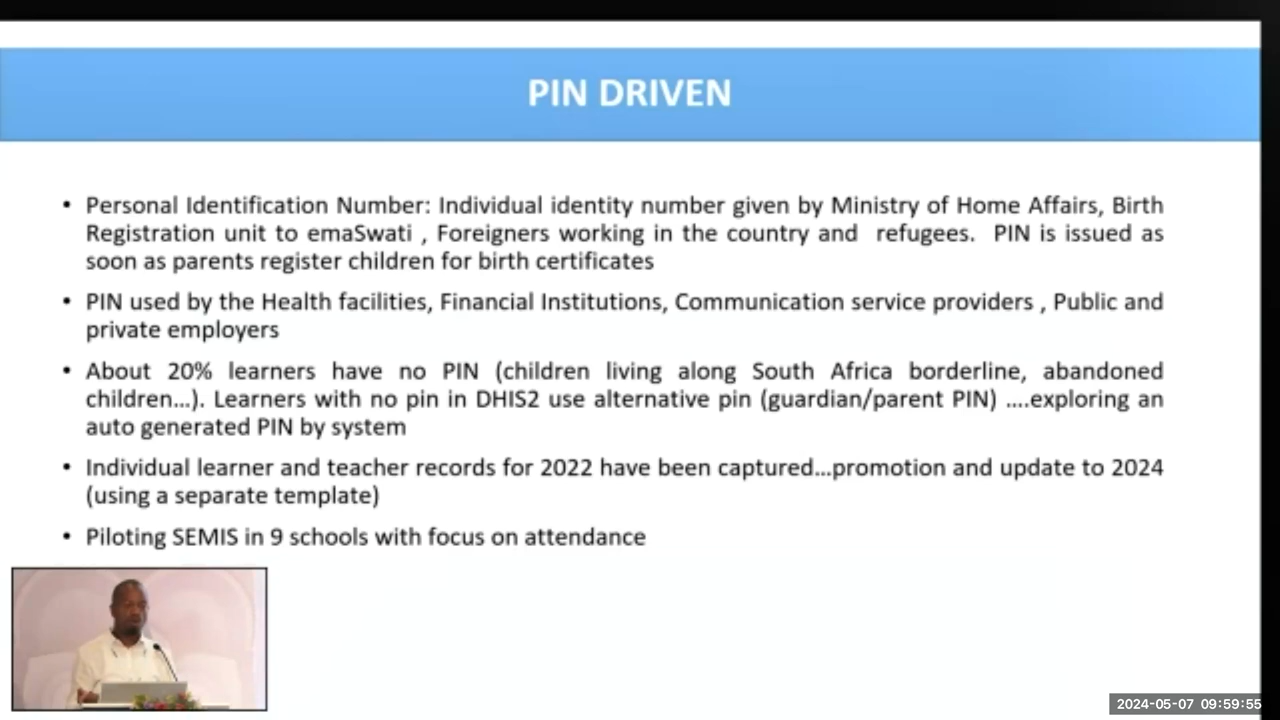 PIN DRIVEN
• Personal Identification Number: Individual identity number given by Ministry of Home Affairs, Birth
Registration unit to emaSwati , Foreigners working in the country and refugees. PIN is issued as
soon as parents register children for birth certificates
• PIN used by the Health facilities, Financial Institutions, Communication service providers , Public and
private employers
• About 20% learners have no PIN (children living along South Africa borderline, abandoned
children...). Learners with no pin in DHIS2 use alternative pin (guardian/parent PIN) ....exploring an
auto generated PIN by system
• Individual learner and teacher records for 2022 have been captured...promotion and update to 2024
(using a separate template)
• Piloting SEMIS in 9 schools with focus on attendance
2024-05-07 09:59:55